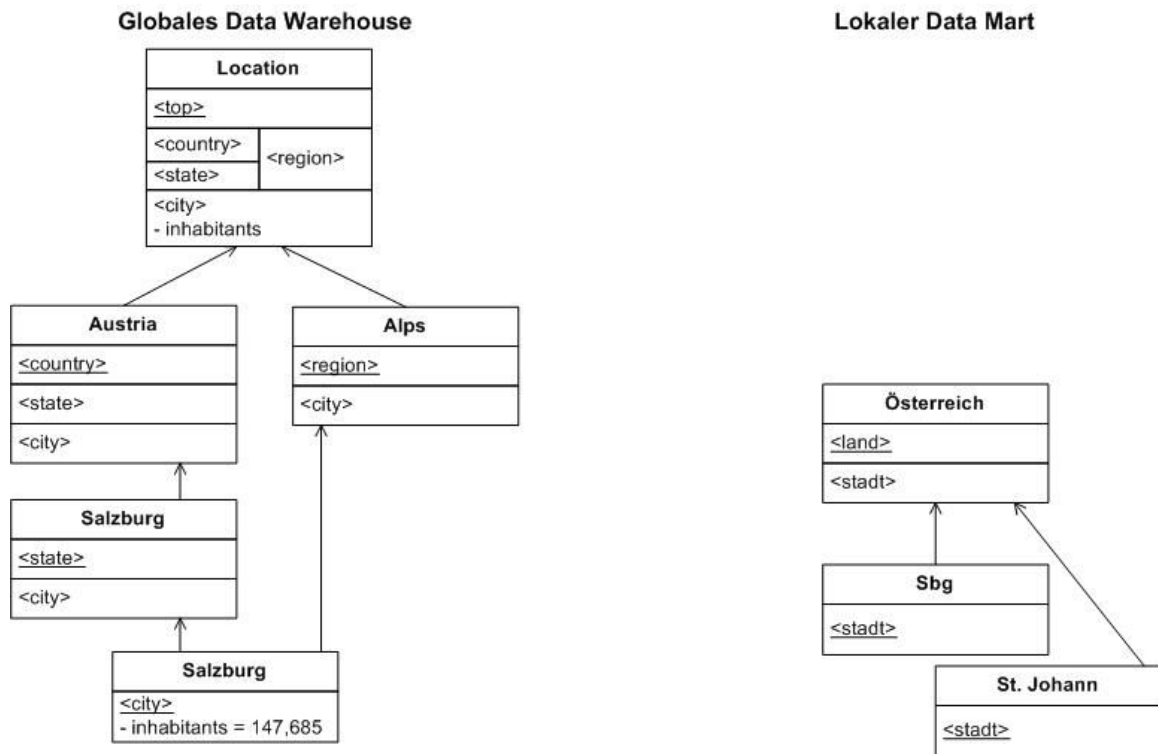 Globales Data Warehouse
Lokaler Data Mart
Location
<top>
<country>
<region>
<state>
<city>
- inhabitants
Austria
<country>
<state>
<city>
Alps
<region>
<city>
Salzburg
<state>
<city>
Salzburg
<city>
- inhabitants = 147,685
Österreich
<land>
<stadt>
Sbg
<stadt>
St. Johann
<stadt>